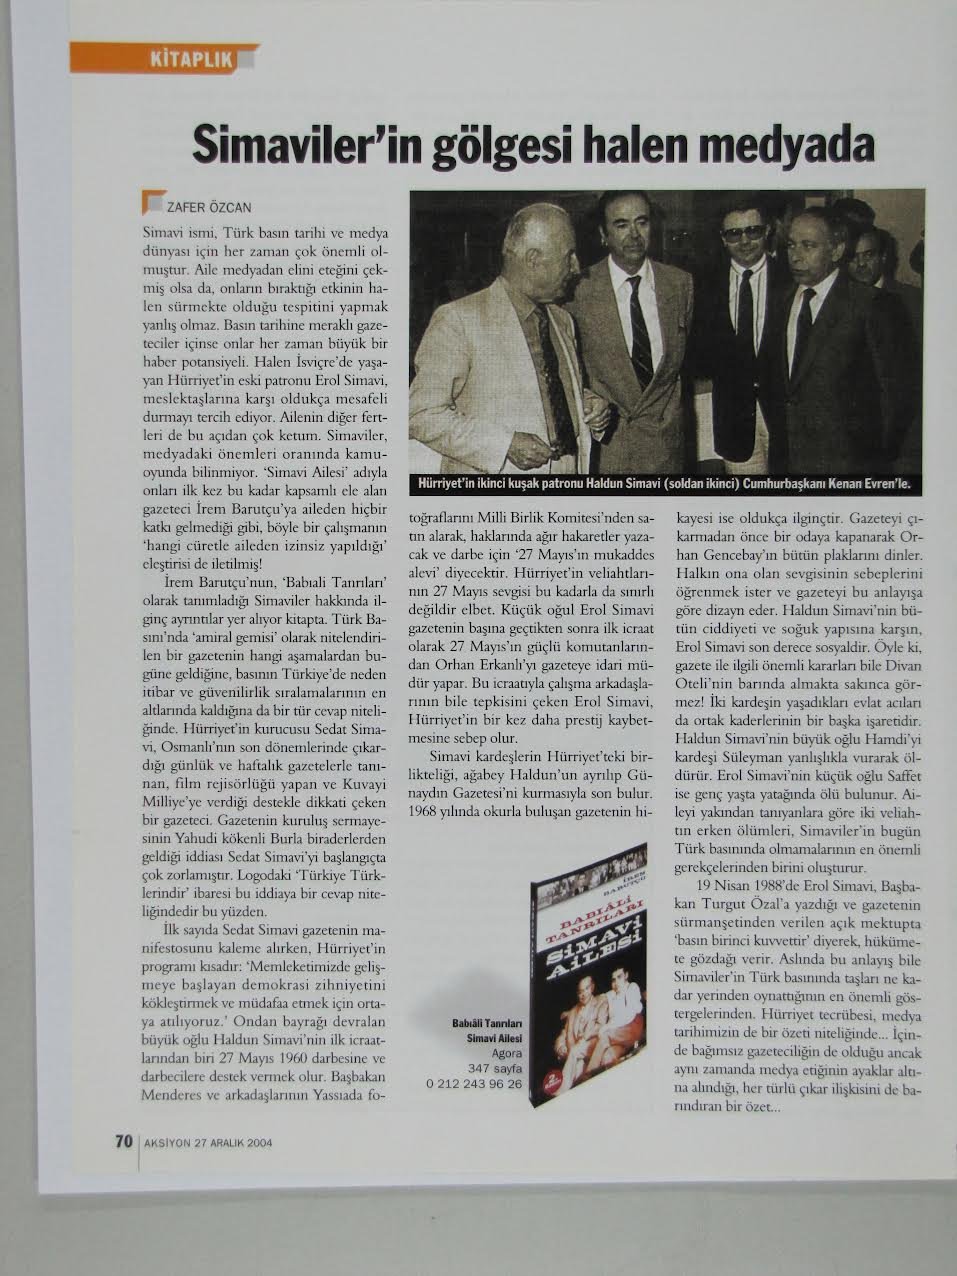 KİTAPLIK
Simaviler'in gölgesi halen medyada
ZAFER ÖZCAN
Simavi ismi, Türk basın tarihi ve medya
dünyası için her zaman çok önemli ol-
muştur. Aile medyadan elini eteğini çek-
miş olsa da, onların bıraktığı etkinin ha-
len sürmekte olduğu tespitini yapmak
yanlış olmaz. Basın tarihine meraklı gaze-
teciler içinse onlar her zaman büyük bir
haber potansiyeli. Halen İsviçre'de yaşa-
yan Hürriyet'in eski patronu Erol Simavi,
meslektaşlarına karşı oldukça mesafeli
durmayı tercih ediyor. Ailenin diğer fert-
leri de bu açıdan çok ketum. Simaviler,
medyadaki önemleri oranında kamu-
oyunda bilinmiyor. 'Simavi Ailesi' adıyla
onları ilk kez bu kadar kapsamlı ele alan
gazeteci İrem Barutçu'ya aileden hiçbir
katkı gelmediği gibi, böyle bir çalışmanın
'hangi cüretle aileden izinsiz yapıldığı'
eleştirisi de iletilmiş!
İrem Barutçu'nun, 'Babıali Tanrıları'
olarak tanımladığı Simaviler hakkında il-
ginç ayrıntılar yer alıyor kitapta. Türk Ba-
sını'nda 'amiral gemisi' olarak nitelendiri-
len bir gazetenin hangi aşamalardan bu-
güne geldiğine, basının Türkiye'de neden
itibar ve güvenilirlik sıralamalarının en
altlarında kaldığına da bir tür cevap niteli-
ğinde. Hürriyet'in kurucusu Sedat Sima-
vi, Osmanlı'nın son dönemlerinde çıkar-
dığı günlük ve haftalık gazetelerle tanı-
nan, film rejisörlüğü yapan ve Kuvayi
Milliye'ye verdiği destekle dikkati çeken
bir gazeteci. Gazetenin kuruluş sermaye-
sinin Yahudi kökenli Burla biraderlerden
geldiği iddiası Sedat Simavi'yi başlangıçta
çok zorlamıştır. Logodaki 'Türkiye Türk-
lerindir' ibaresi bu iddiaya bir cevap nite-
liğindedir bu yüzden.
İlk sayıda Sedat Simavi gazetenin ma-
nifestosunu kaleme alırken, Hürriyet'in
programı kısadır: 'Memleketimizde geliş-
meye başlayan demokrasi zihniyetini
kökleştirmek ve müdafaa etmek için orta-
ya atılıyoruz.' Ondan bayrağı devralan
büyük oğlu Haldun Simavi'nin ilk icraat-
larından biri 27 Mayıs 1960 darbesine ve
darbecilere destek vermek olur. Başbakan
Menderes ve arkadaşlarının Yassıada fo-
Hürriyet'in ikinci kuşak patronu Haldun Simavi (soldan ikinci) Cumhurbaşkanı Kenan Evren'le.
toğraflarını Milli Birlik Komitesi'nden sa-
tın alarak, haklarında ağır hakaretler yaza-
cak ve darbe için '27 Mayıs'ın mukaddes
alevi' diyecektir. Hürriyet'in veliahtları-
nın 27 Mayıs sevgisi bu kadarla da sınırlı
değildir elbet. Küçük oğul Erol Simavi
gazetenin başına geçtikten sonra ilk icraat
olarak 27 Mayıs'ın güçlü komutanların-
dan Orhan Erkanlı'yı gazeteye idari mü-
dür yapar. Bu icraatıyla çalışma arkadaşla-
rının bile tepkisini çeken Erol Simavi,
Hürriyet'in bir kez daha prestij kaybet-
mesine sebep olur.
Simavi kardeşlerin Hürriyet'teki bir-
likteliği, ağabey Haldun'un ayrılıp Gü-
naydın Gazetesi'ni kurmasıyla son bulur.
1968 yılında okurla buluşan gazetenin hi-
İREM
BARUTÇU
BABIÂLİ
TANRILARI
SİMAVİ
AİLESİ
2.
Babıâli Tanrıları
Simavi Ailesi
Agora
347 sayfa
0 212 243 96 26
kayesi ise oldukça ilginçtir. Gazeteyi çı-
karmadan önce bir odaya kapanarak Or-
han Gencebay'ın bütün plaklarını dinler.
Halkın ona olan sevgisinin sebeplerini
öğrenmek ister ve gazeteyi bu anlayışa
göre dizayn eder. Haldun Simavi'nin bü-
tün ciddiyeti ve soğuk yapısına karşın,
Erol Simavi son derece sosyaldir. Öyle ki,
gazete ile ilgili önemli kararları bile Divan
Oteli'nin barında almakta sakınca gör-
mez! İki kardeşin yaşadıkları evlat acıları
da ortak kaderlerinin bir başka işaretidir.
Haldun Simavi'nin büyük oğlu Hamdi'yi
kardeşi Süleyman yanlışlıkla vurarak öl-
dürür. Erol Simavi'nin küçük oğlu Saffet
ise genç yaşta yatağında ölü bulunur. Ai-
leyi yakından tanıyanlara göre iki veliah-
tın erken ölümleri, Simaviler'in bugün
Türk basınında olmamalarının en önemli
gerekçelerinden birini oluşturur.
19 Nisan 1988'de Erol Simavi, Başba-
kan Turgut Özal'a yazdığı ve gazetenin
sürmanşetinden verilen açık mektupta
'basın birinci kuvvettir' diyerek, hüküme-
te gözdağı verir. Aslında bu anlayış bile
Simaviler'in Türk basınında taşları ne ka-
dar yerinden oynattığının en önemli gös-
tergelerinden. Hürriyet tecrübesi, medya
tarihimizin de bir özeti niteliğinde... İçin-
de bağımsız gazeteciliğin de olduğu ancak
aynı zamanda medya etiğinin ayaklar altı-
na alındığı, her türlü çıkar ilişkisini de ba-
rındıran bir özet...
70 AKSİYON 27 ARALIK 2004